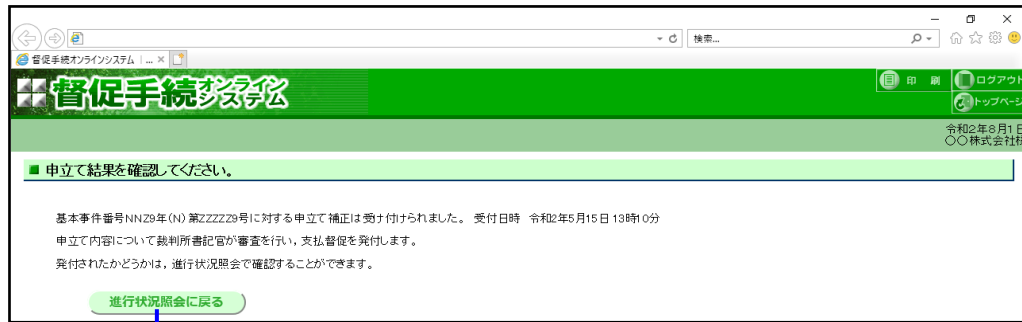 検索...
督促手続オンラインシステム | ... ×
督促手続オンラインシステム
印 刷
ログアウト
トップページ
令和2年8月1日
〇〇株式会社様
■ 申立て結果を確認してください。
基本事件番号NNZ9年(N)第ZZZZZ9号に対する申立て補正は受け付けられました。 受付日時 令和2年5月15日 13時10分
申立て内容について裁判所書記官が審査を行い，支払督促を発付します。
発付されたかどうかは，進行状況照会で確認することができます。
進行状況照会に戻る